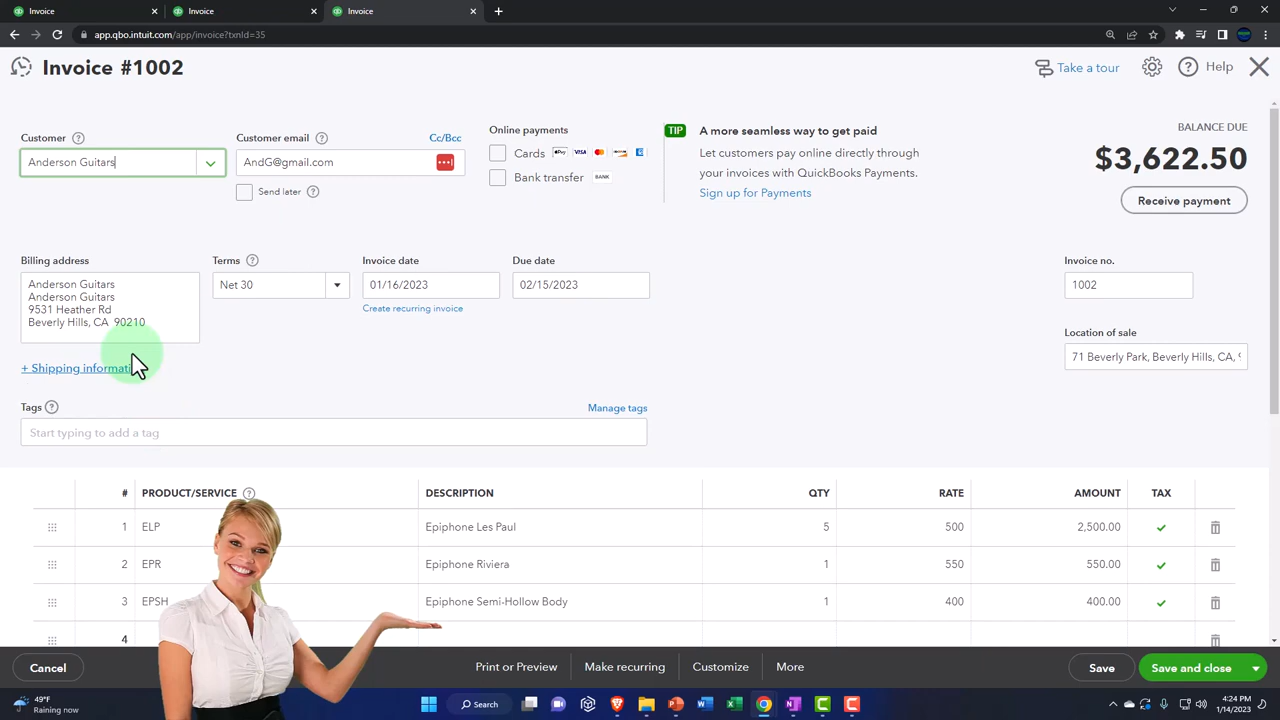 Invoice
Invoice
Invoice
app.qbo.intuit.com/app/invoice?txnId=35
Invoice #1002
Take a tour
Help
Customer
Customer email
Cc/Bcc
Anderson Guitars
AndG@gmail.com
Send later
Online payments
Cards
Pay
VISA
Bank transfer
BANK
TIP
A more seamless way to get paid
Let customers pay online directly through
your invoices with QuickBooks Payments.
Sign up for Payments
BALANCE DUE
$3,622.50
Receive payment
Billing address
Terms
Invoice date
Due date
Invoice no.
Anderson Guitars
Anderson Guitars
9531 Heather Rd
Beverly Hills, CA 90210
Net 30
01/16/2023
02/15/2023
1002
Create recurring invoice
Location of sale
71 Beverly Park, Beverly Hills, CA,
+ Shipping informati
Tags
Manage tags
Start typing to add a tag
# PRODUCT/SERVICE DESCRIPTION QTY RATE AMOUNT TAX
1 ELP Epiphone Les Paul 5 500 2,500.00
2 EPR Epiphone Riviera 1 550 550.00
3 EPSH Epiphone Semi-Hollow Body 1 400 400.00
4
Cancel
Print or Preview
Make recurring
Customize
More
Save
Save and close
49°F
Raining now
Search
4:24 PM
1/14/2023